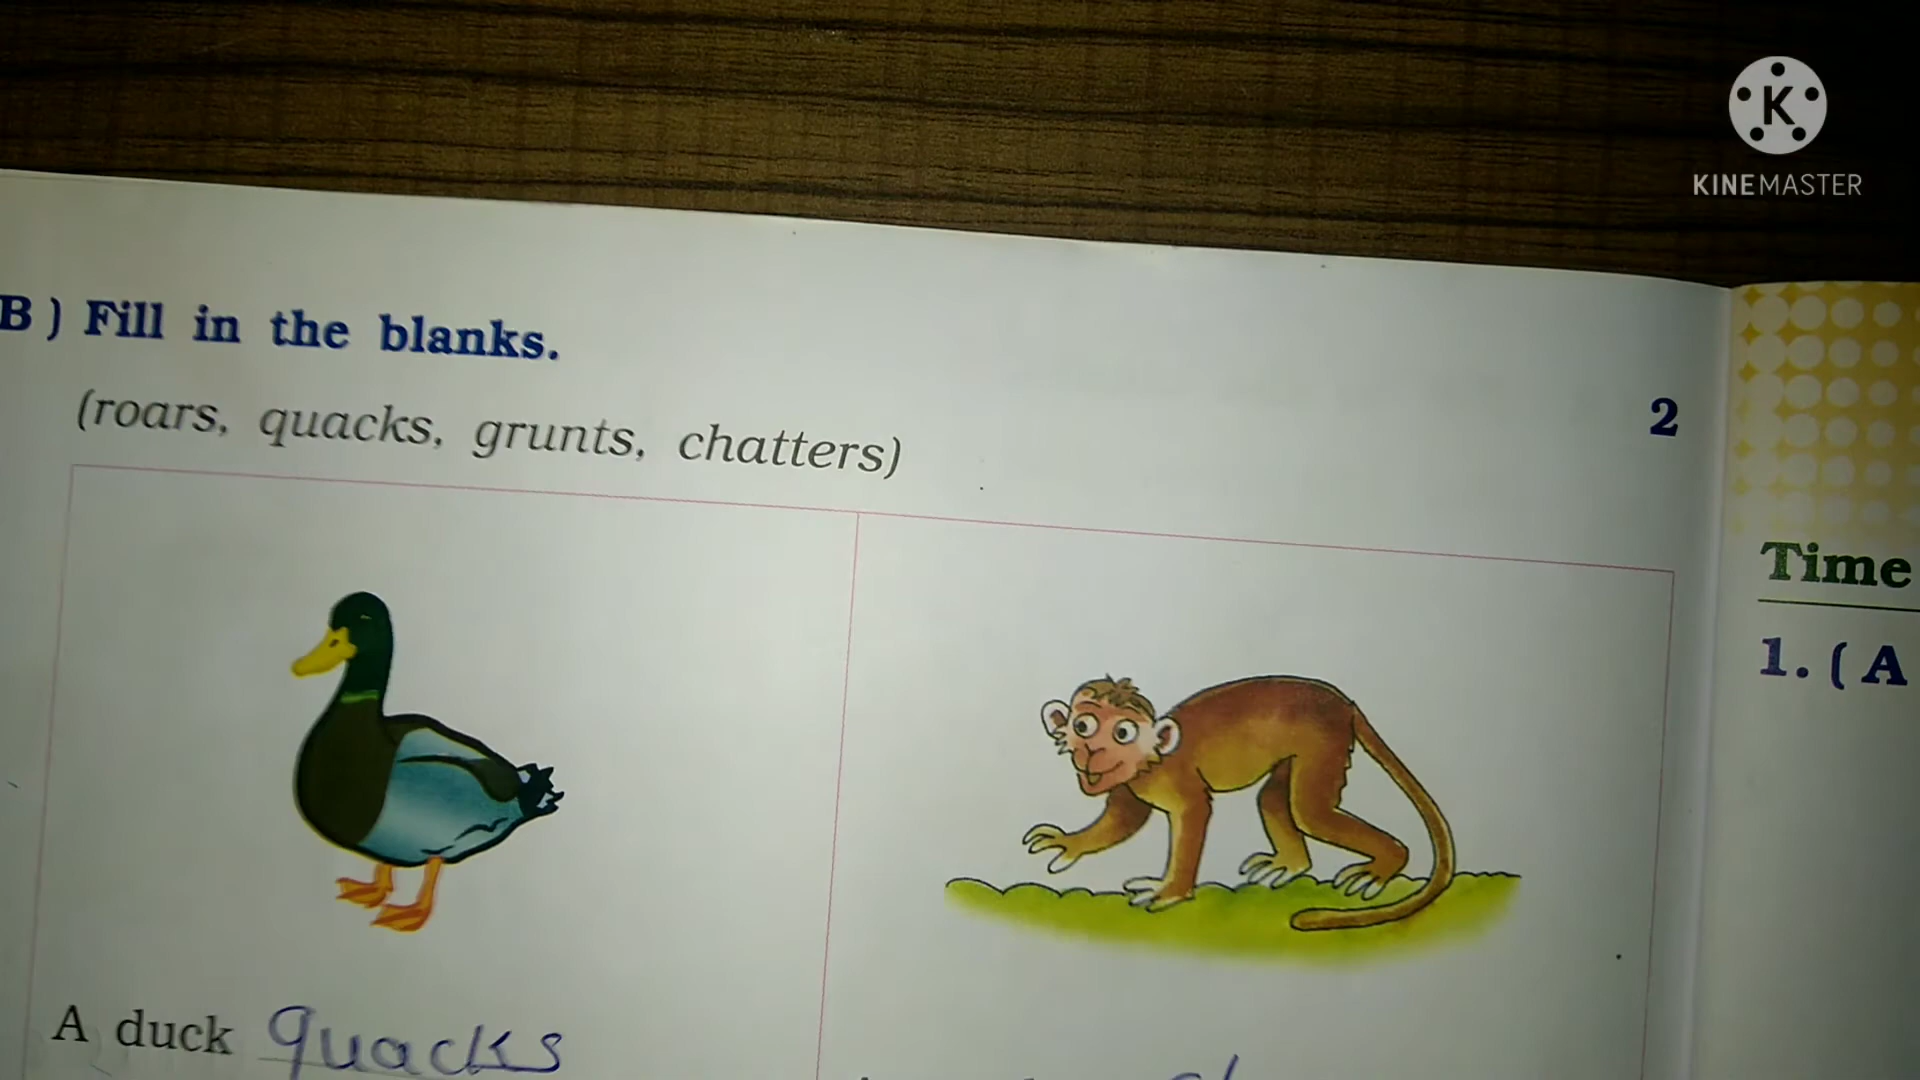 KINEMASTER
B) Fill in the blanks.
(roars, quacks, grunts, chatters)
2
A duck quacks
Time
1. ( A